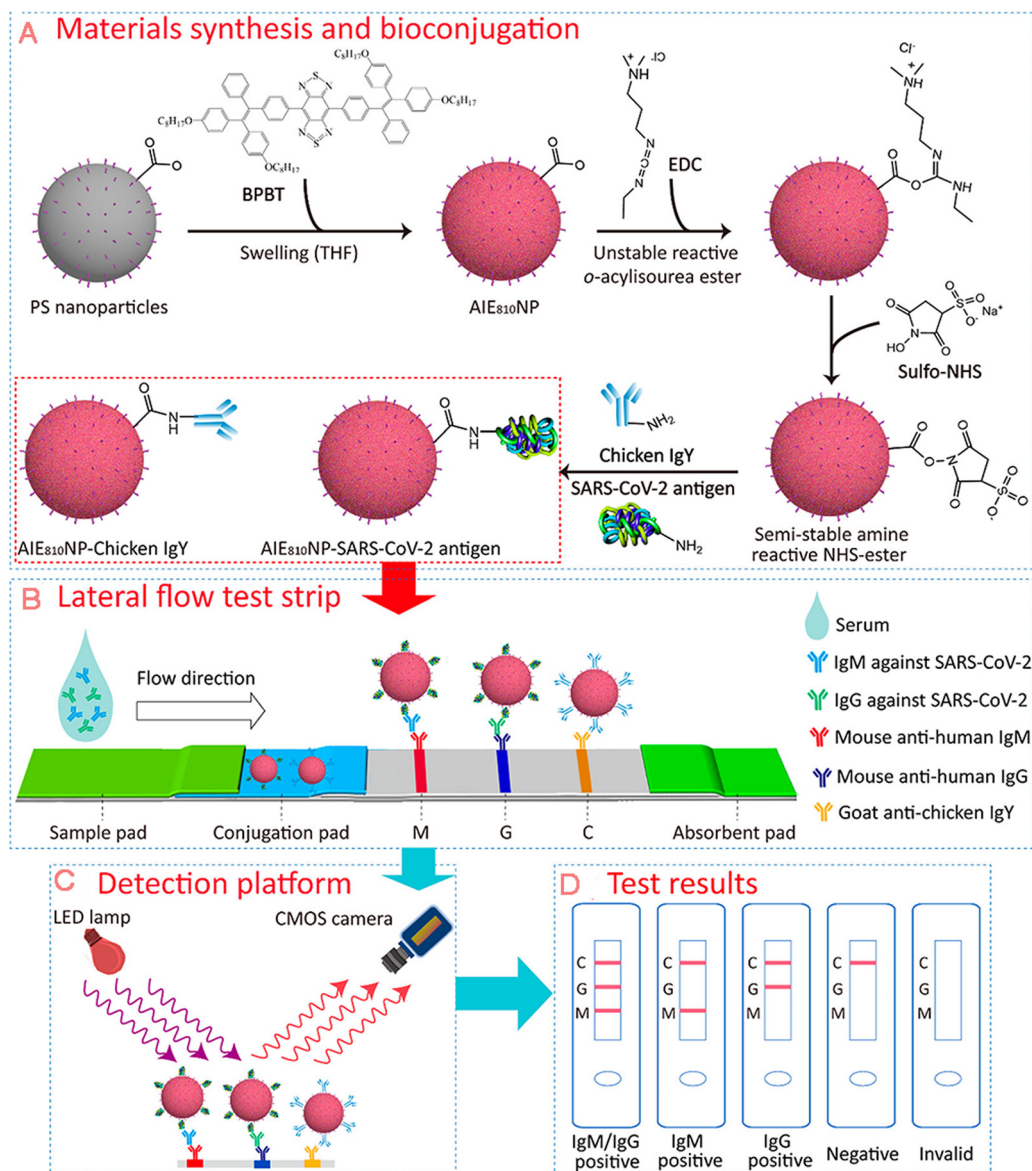 A Materials synthesis and bioconjugation
C₈H₁₇O
OC₈H₁₇
C₈H₁₇O
OC₈H₁₇
BPBT
Swelling (THF)
PS nanoparticles
AIE₈₁₀NP
EDC
Unstable reactive
o-acylisourea ester
Cl⁻
Sulfo-NHS
Na⁺
Semi-stable amine
reactive NHS-ester
NH₂
Chicken IgY
SARS-CoV-2 antigen
NH₂
AIE₈₁₀NP-Chicken IgY
AIE₈₁₀NP-SARS-CoV-2 antigen
B Lateral flow test strip
Flow direction
Sample pad
Conjugation pad
M
G
C
Absorbent pad
Serum
IgM against SARS-CoV-2
IgG against SARS-CoV-2
Mouse anti-human IgM
Mouse anti-human IgG
Goat anti-chicken IgY
C Detection platform
LED lamp
CMOS camera
D Test results
C
G
M
C
G
M
C
G
M
C
G
M
C
G
M
IgM/IgG
positive
IgM
positive
IgG
positive
Negative
Invalid